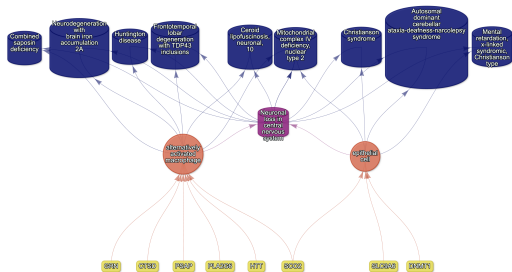 Combined
saposin
deficiency
Neurodegeneration
with
brain iron
accumulation
2A
Huntington
disease
Frontotemporal
lobar
degeneration
with TDP43
inclusions
Ceroid
lipofuscinosis,
neuronal,
10
Mitochondrial
complex IV
deficiency,
nuclear
type 2
Christianson
syndrome
Autosomal
dominant
cerebellar
ataxia-deafness-narcolepsy
syndrome
Mental
retardation,
x-linked
syndromic,
Christianson
type
Neuronal
loss in
central
nervous
system
alternatively
activated
macrophage
epithelial
cell
GRN
CTSD
PSAP
PLA2G6
HTT
SCO2
SLC9A6
DNMT1